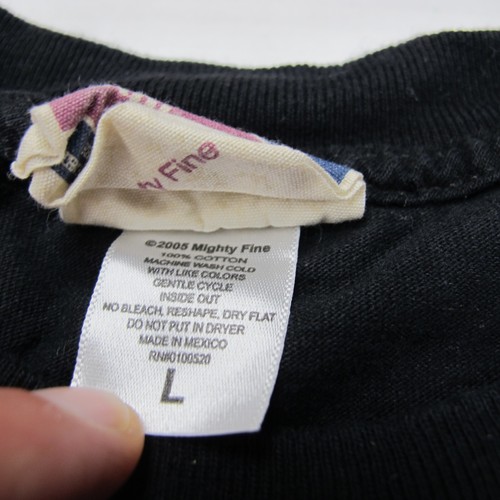 y Fine
©2005 Mighty Fine
100% COTTON
MACHINE WASH COLD
WITH LIKE COLORS
GENTLE CYCLE
INSIDE OUT
NO BLEACH, RESHAPE, DRY FLAT
DO NOT PUT IN DRYER
MADE IN MEXICO
RN#0100520
L